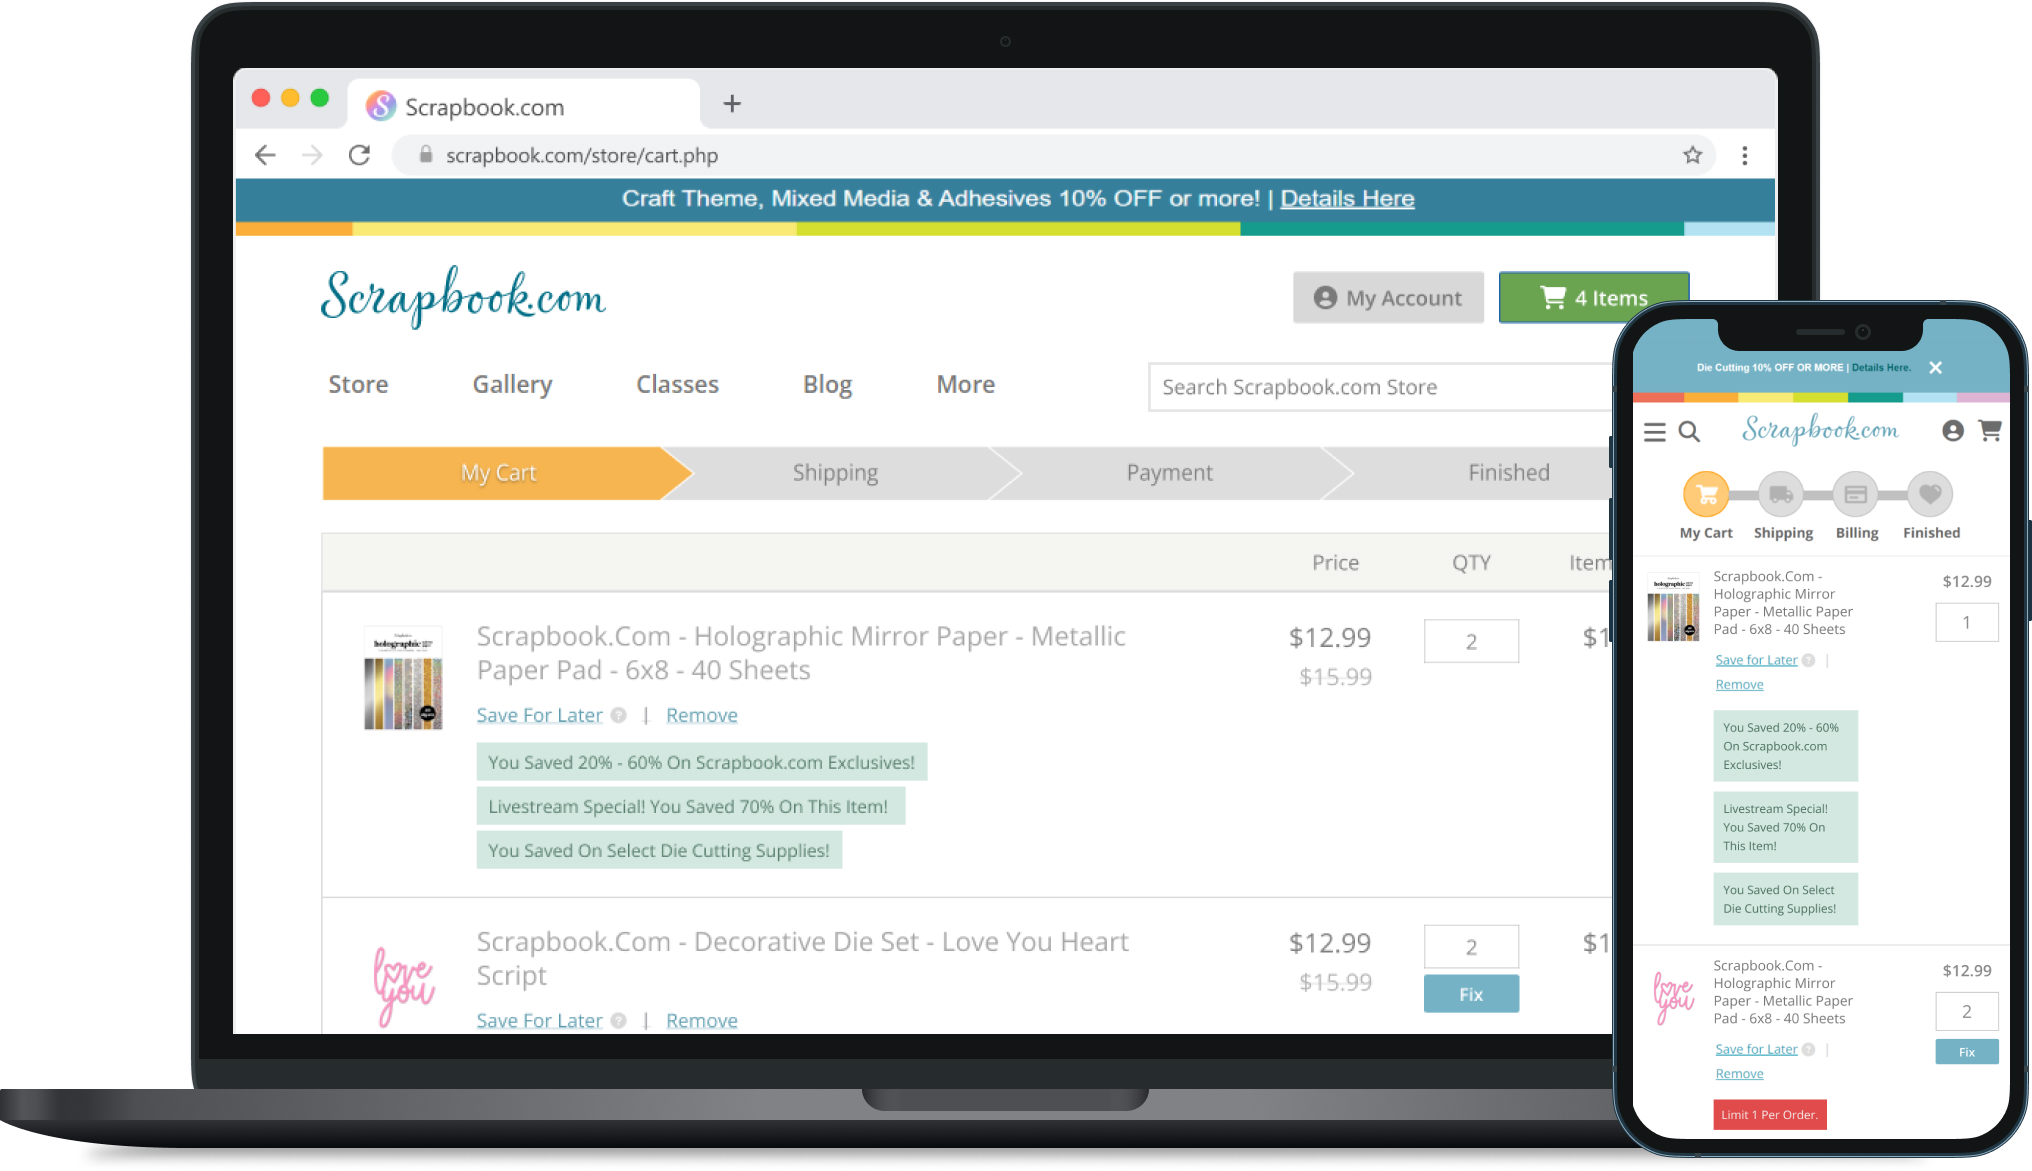 Scrapbook.com
scrapbook.com/store/cart.php
Craft Theme, Mixed Media & Adhesives 10% OFF or more! | Details Here
Scrapbook.com
My Account
4 Items
Store Gallery Classes Blog More
Search Scrapbook.com Store
My Cart Shipping Payment Finished
Price QTY Item
holographic
Scrapbook.Com - Holographic Mirror Paper - Metallic
Paper Pad - 6x8 - 40 Sheets
$12.99 2 $1
$15.99
Save For Later ? | Remove
You Saved 20% - 60% On Scrapbook.com Exclusives!
Livestream Special! You Saved 70% On This Item!
You Saved On Select Die Cutting Supplies!
love
you
Scrapbook.Com - Decorative Die Set - Love You Heart
Script
$12.99 2 $1
$15.99
Fix
Save For Later ? | Remove
Die Cutting 10% OFF OR MORE | Details Here.
Scrapbook.com
My Cart Shipping Billing Finished
holographic
Scrapbook.Com -
Holographic Mirror
Paper - Metallic Paper
Pad - 6x8 - 40 Sheets
$12.99
1
Save for Later ? |
Remove
You Saved 20% - 60%
On Scrapbook.com
Exclusives!
Livestream Special!
You Saved 70% On
This Item!
You Saved On Select
Die Cutting Supplies!
love
you
Scrapbook.Com -
Holographic Mirror
Paper - Metallic Paper
Pad - 6x8 - 40 Sheets
$12.99
2
Fix
Save for Later ? |
Remove
Limit 1 Per Order.